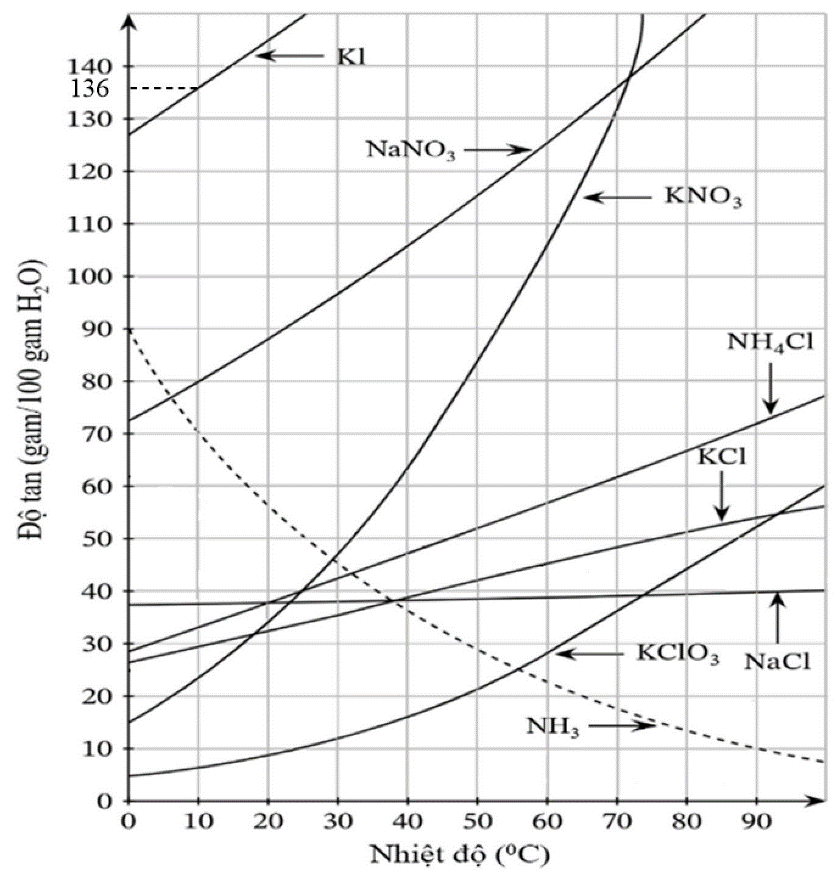 140
136
130
120
110
100
90
80
70
60
50
40
30
20
10
0
Độ tan (gam/100 gam H₂O)
KI
NaNO₃
KNO₃
NH₄Cl
KCl
KClO₃
NaCl
NH₃
0 10 20 30 40 50 60 70 80 90
Nhiệt độ (⁰C)